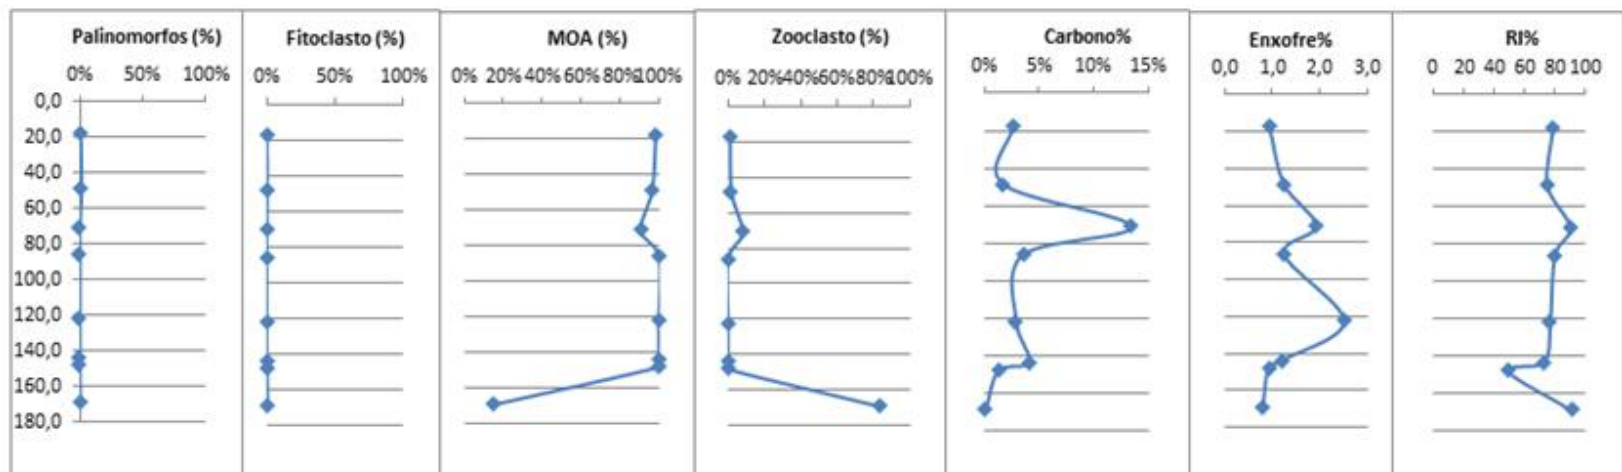 Palinomorfos (%)
0% 50% 100%
Fitoclasto (%)
0% 50% 100%
MOA (%)
0% 20% 40% 60% 80% 100%
Zooclasto (%)
0% 20% 40% 60% 80% 100%
Carbono%
0% 5% 10% 15%
Enxofre%
0,0 1,0 2,0 3,0
RI%
0 20 40 60 80 100
0,0
20,0
40,0
60,0
80,0
100,0
120,0
140,0
160,0
180,0